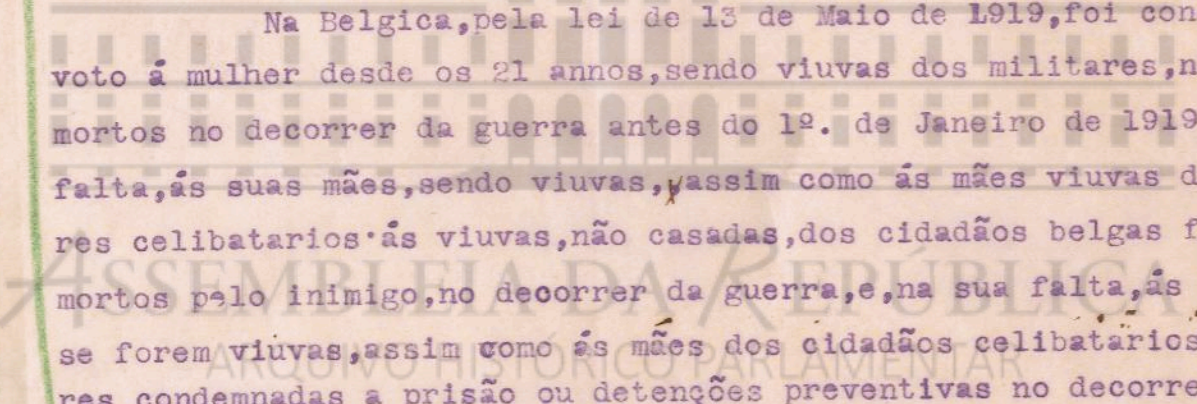 Na Belgica,pela lei de 13 de Maio de 1919,foi con
voto á mulher desde os 21 annos,sendo viuvas dos militares,n
mortos no decorrer da guerra antes do 1º. de Janeiro de 1919
falta,ás suas mães,sendo viuvas,assim como ás mães viuvas d
res celibatarios·ás viuvas,não casadas,dos cidadãos belgas f
mortos pelo inimigo,no decorrer da guerra,e,na sua falta,ás
se forem viuvas,assim como ás mães dos cidadãos celibatarios
res condemnadas a prisão ou detenções preventivas no decorre
ASSEMBLEIA DA REPÚBLICA
ARQUIVO HISTÓRICO PARLAMENTAR